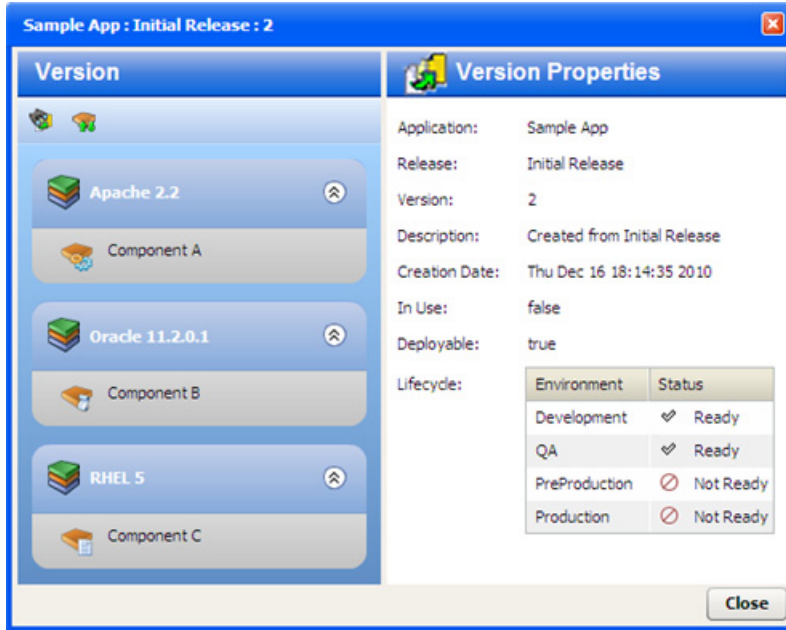 Sample App : Initial Release : 2
Version
Apache 2.2
Component A
Oracle 11.2.0.1
Component B
RHEL 5
Component C
Version Properties
Application: Sample App
Release: Initial Release
Version: 2
Description: Created from Initial Release
Creation Date: Thu Dec 16 18:14:35 2010
In Use: false
Deployable: true
Lifecycle:
Environment Status
Development Ready
QA Ready
PreProduction Not Ready
Production Not Ready
Close